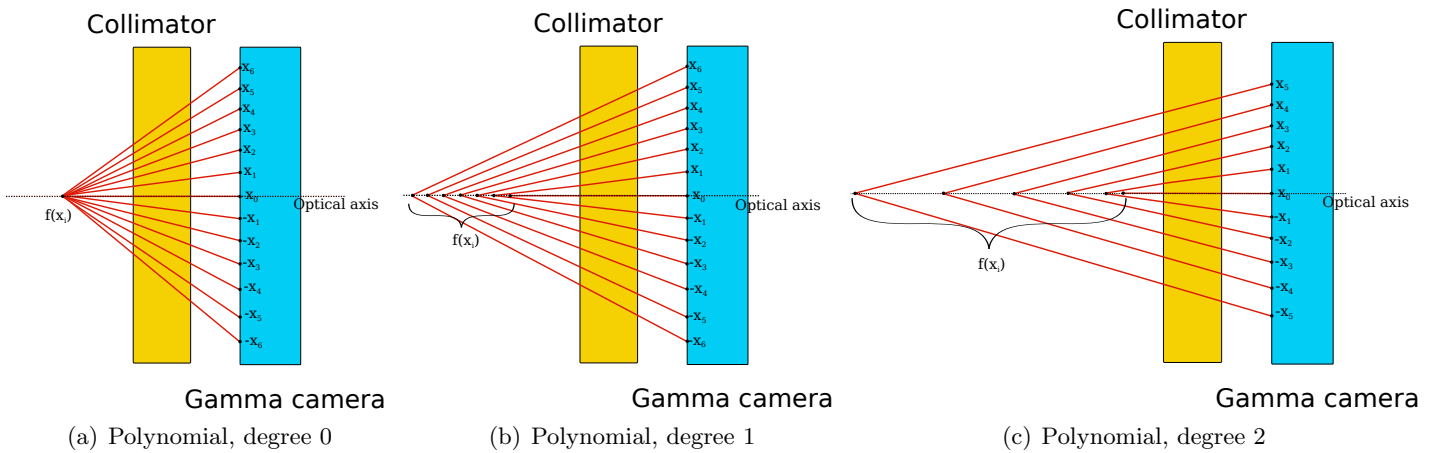 Collimator
x₆
x₅
x₄
x₃
x₂
x₁
x₀
x₁
-x₂
-x₃
-x₄
-x₅
-x₆
f(xᵢ)
Optical axis
Gamma camera
(a) Polynomial, degree 0
Collimator
x₆
x₅
x₄
x₃
x₂
x₁
x₀
-x₁
-x₂
-x₃
-x₄
-x₅
-x₆
f(xᵢ)
Optical axis
Gamma camera
(b) Polynomial, degree 1
Collimator
x₅
x₄
x₃
x₂
x₁
x₀
-x₁
-x₂
-x₃
-x₄
-x₅
f(xᵢ)
Optical axis
Gamma camera
(c) Polynomial, degree 2